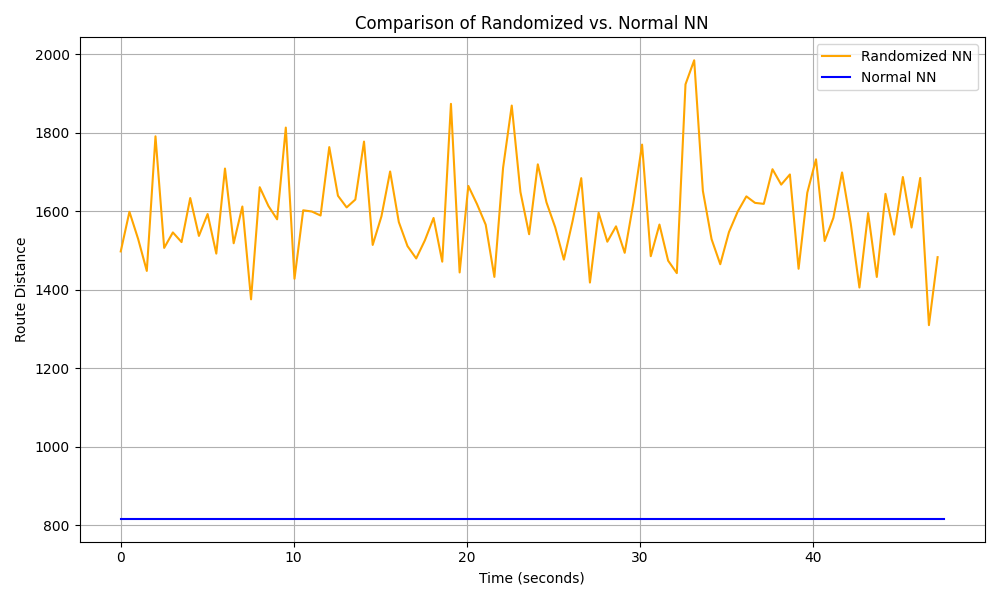 Comparison of Randomized vs. Normal NN
Randomized NN
Normal NN
2000
1800
1600
1400
1200
1000
800
Route Distance
0 10 20 30 40
Time (seconds)